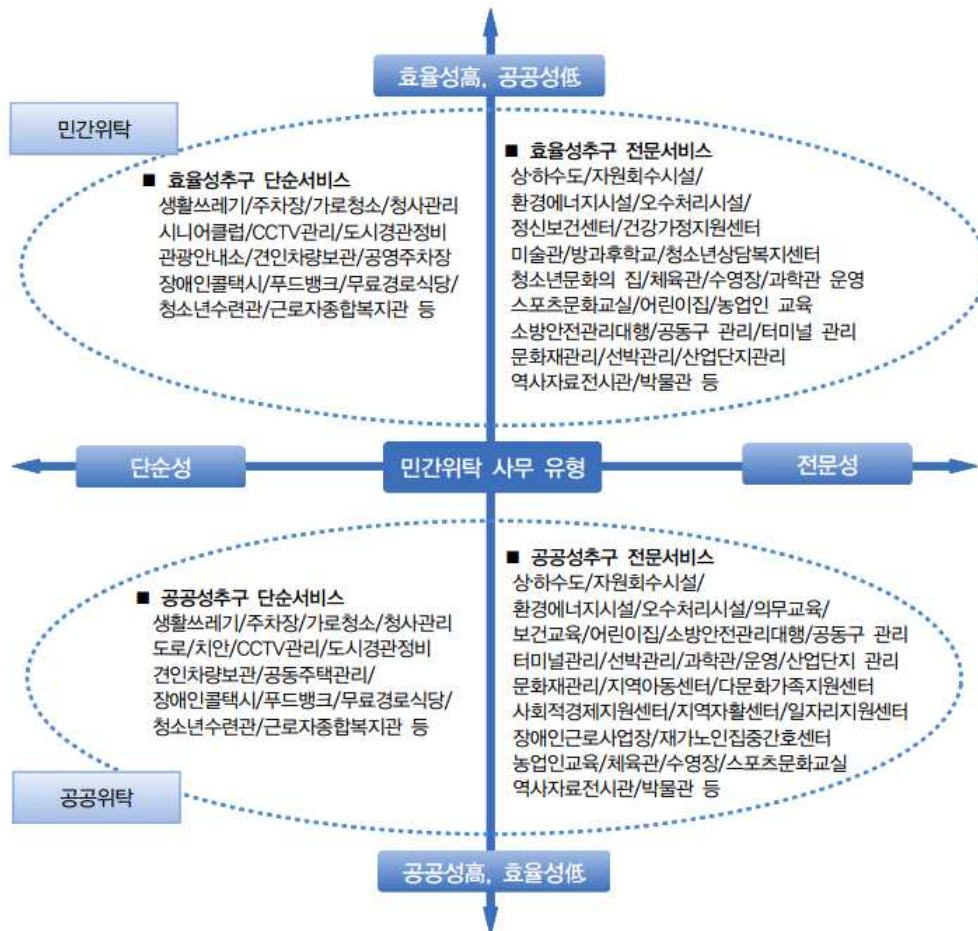 효율성高, 공공성低
민간위탁
■ 효율성추구 단순서비스
생활쓰레기/주차장/가로청소/청사관리
시니어클럽/CCTV관리/도시경관정비
관광안내소/견인차량보관/공영주차장
장애인콜택시/푸드뱅크/무료경로식당/
청소년수련관/근로자종합복지관 등
■ 효율성추구 전문서비스
상·하수도/자원회수시설/
환경에너지시설/오수처리시설/
정신보건센터/건강가정지원센터
미술관/방과후학교/청소년상담복지센터
청소년문화의 집/체육관/수영장/과학관 운영
스포츠문화교실/어린이집/농업인 교육
소방안전관리대행/공동구 관리/터미널 관리
문화재관리/선박관리/산업단지관리
역사자료전시관/박물관 등
단순성
민간위탁 사무 유형
전문성
■ 공공성추구 단순서비스
생활쓰레기/주차장/가로청소/청사관리
도로/치안/CCTV관리/도시경관정비
견인차량보관/공동주택관리/
장애인콜택시/푸드뱅크/무료경로식당/
청소년수련관/근로자종합복지관 등
■ 공공성추구 전문서비스
상·하수도/자원회수시설/
환경에너지시설/오수처리시설/의무교육/
보건교육/어린이집/소방안전관리대행/공동구 관리
터미널관리/선박관리/과학관/운영/산업단지 관리
문화재관리/지역아동센터/다문화가족지원센터
사회적경제지원센터/지역자활센터/일자리지원센터
장애인근로사업장/재가노인집중간호센터
농업인교육/체육관/수영장/스포츠문화교실
역사자료전시관/박물관 등
공공위탁
공공성高, 효율성低